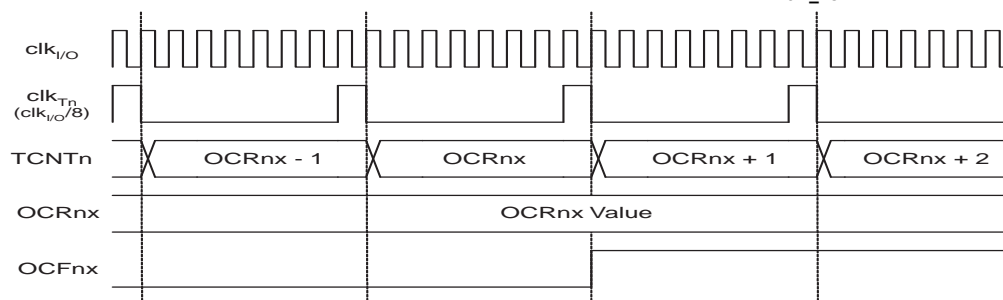 clkI/O
clkTn
(clkI/O/8)
TCNTn OCRnx - 1 OCRnx OCRnx + 1 OCRnx + 2
OCRnx OCRnx Value
OCFnx